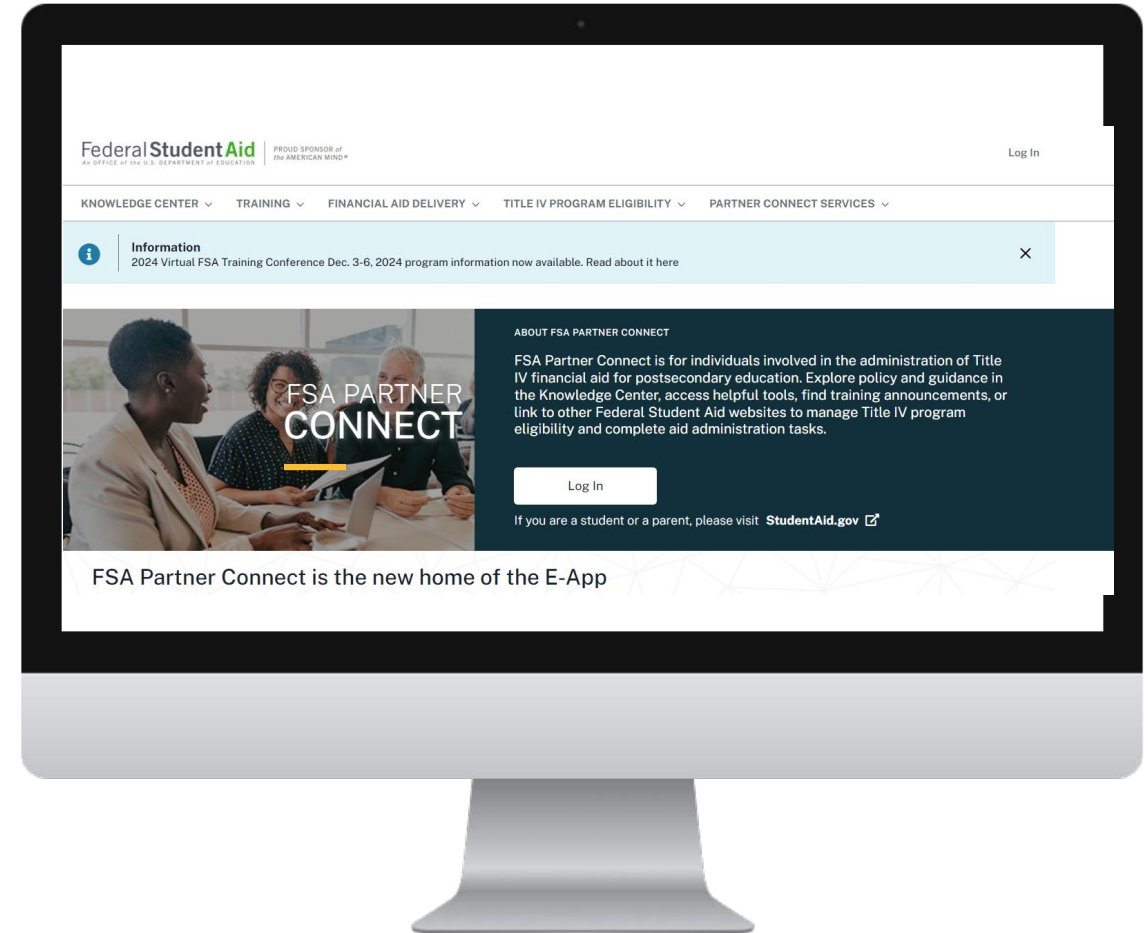 Federal Student Aid
An OFFICE of the U.S. DEPARTMENT of EDUCATION
PROUD SPONSOR of
the AMERICAN MIND®
Log In
KNOWLEDGE CENTER
TRAINING
FINANCIAL AID DELIVERY
TITLE IV PROGRAM ELIGIBILITY
PARTNER CONNECT SERVICES
Information
2024 Virtual FSA Training Conference Dec. 3-6, 2024 program information now available. Read about it here
FSA PARTNER
CONNECT
ABOUT FSA PARTNER CONNECT
FSA Partner Connect is for individuals involved in the administration of Title
IV financial aid for postsecondary education. Explore policy and guidance in
the Knowledge Center, access helpful tools, find training announcements, or
link to other Federal Student Aid websites to manage Title IV program
eligibility and complete aid administration tasks.
Log In
If you are a student or a parent, please visit StudentAid.gov
FSA Partner Connect is the new home of the E-App